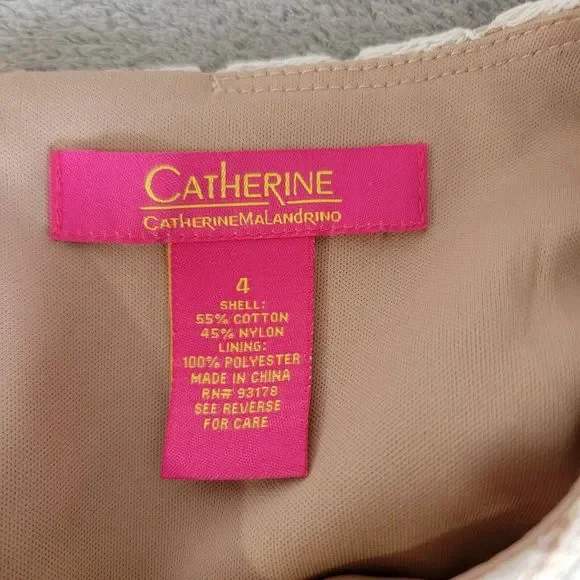 CATHERINE
CATHERINEMALANDRINO
4
SHELL:
55% COTTON
45% NYLON
LINING:
100% POLYESTER
MADE IN CHINA
RN# 93178
SEE REVERSE
FOR CARE